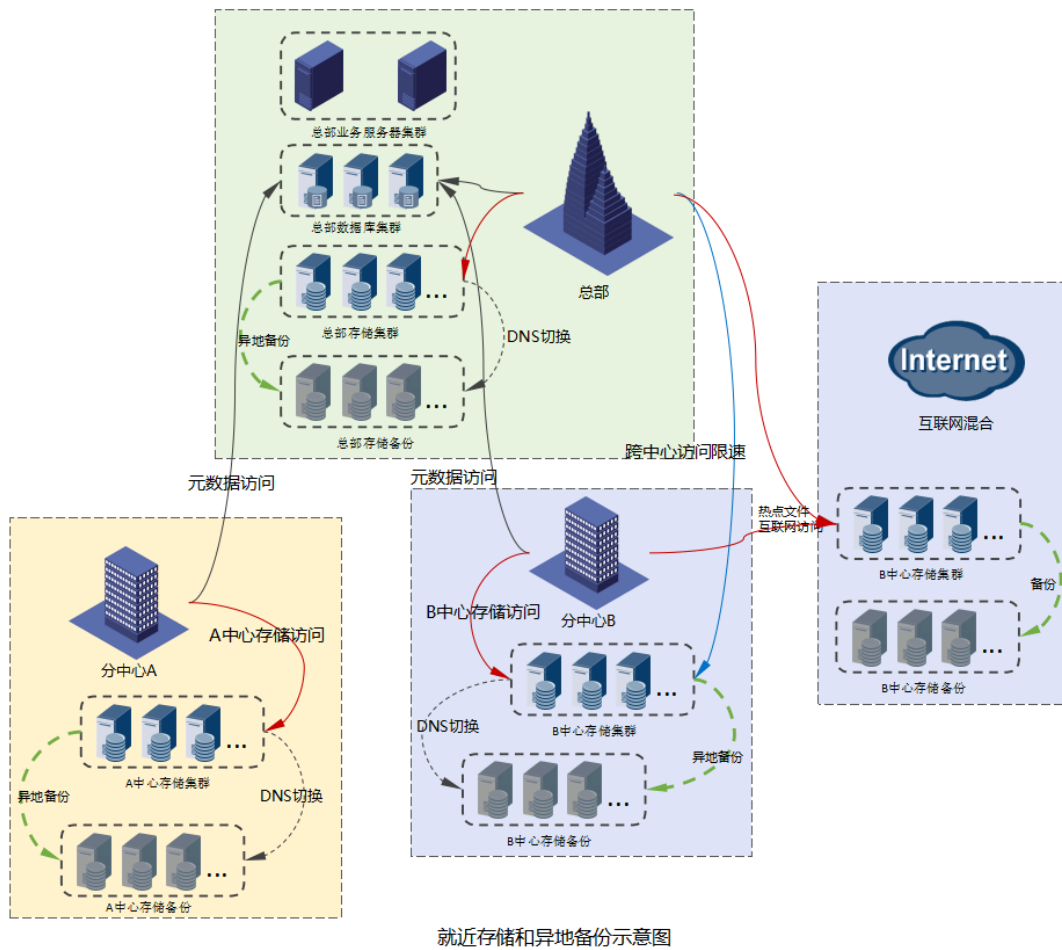 总部业务服务器集群
总部数据库集群
总部存储集群
异地备份
DNS切换
总部存储备份
总部
元数据访问
元数据访问
跨中心访问限速
Internet
互联网混合
热点文件
互联网访问
B中心存储集群
备份
B中心存储备份
分中心A
A中心存储访问
A中心存储集群
异地备份
DNS切换
A中心存储备份
分中心B
B中心存储访问
B中心存储集群
DNS切换
异地备份
B中心存储备份
就近存储和异地备份示意图